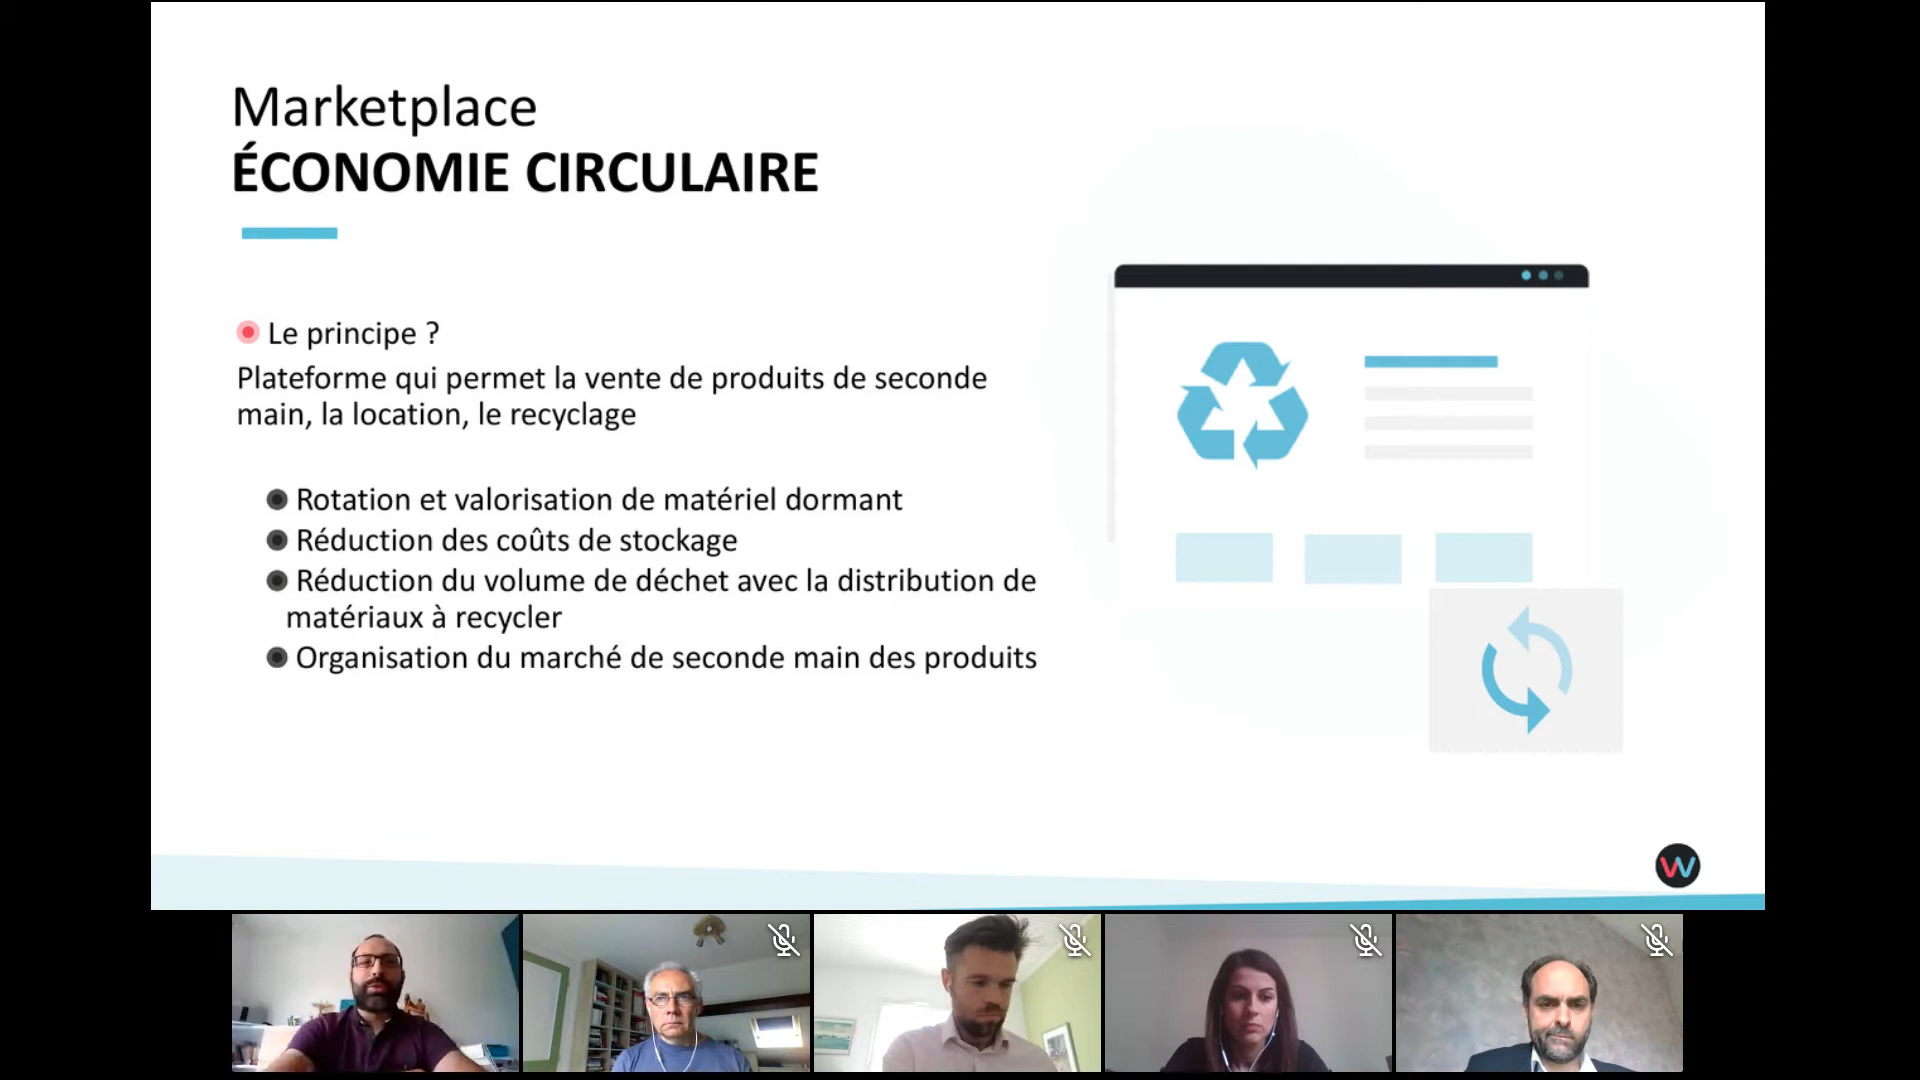 Marketplace
ÉCONOMIE CIRCULAIRE
Le principe ?
Plateforme qui permet la vente de produits de seconde
main, la location, le recyclage
Rotation et valorisation de matériel dormant
Réduction des coûts de stockage
Réduction du volume de déchet avec la distribution de
matériaux à recycler
Organisation du marché de seconde main des produits
W